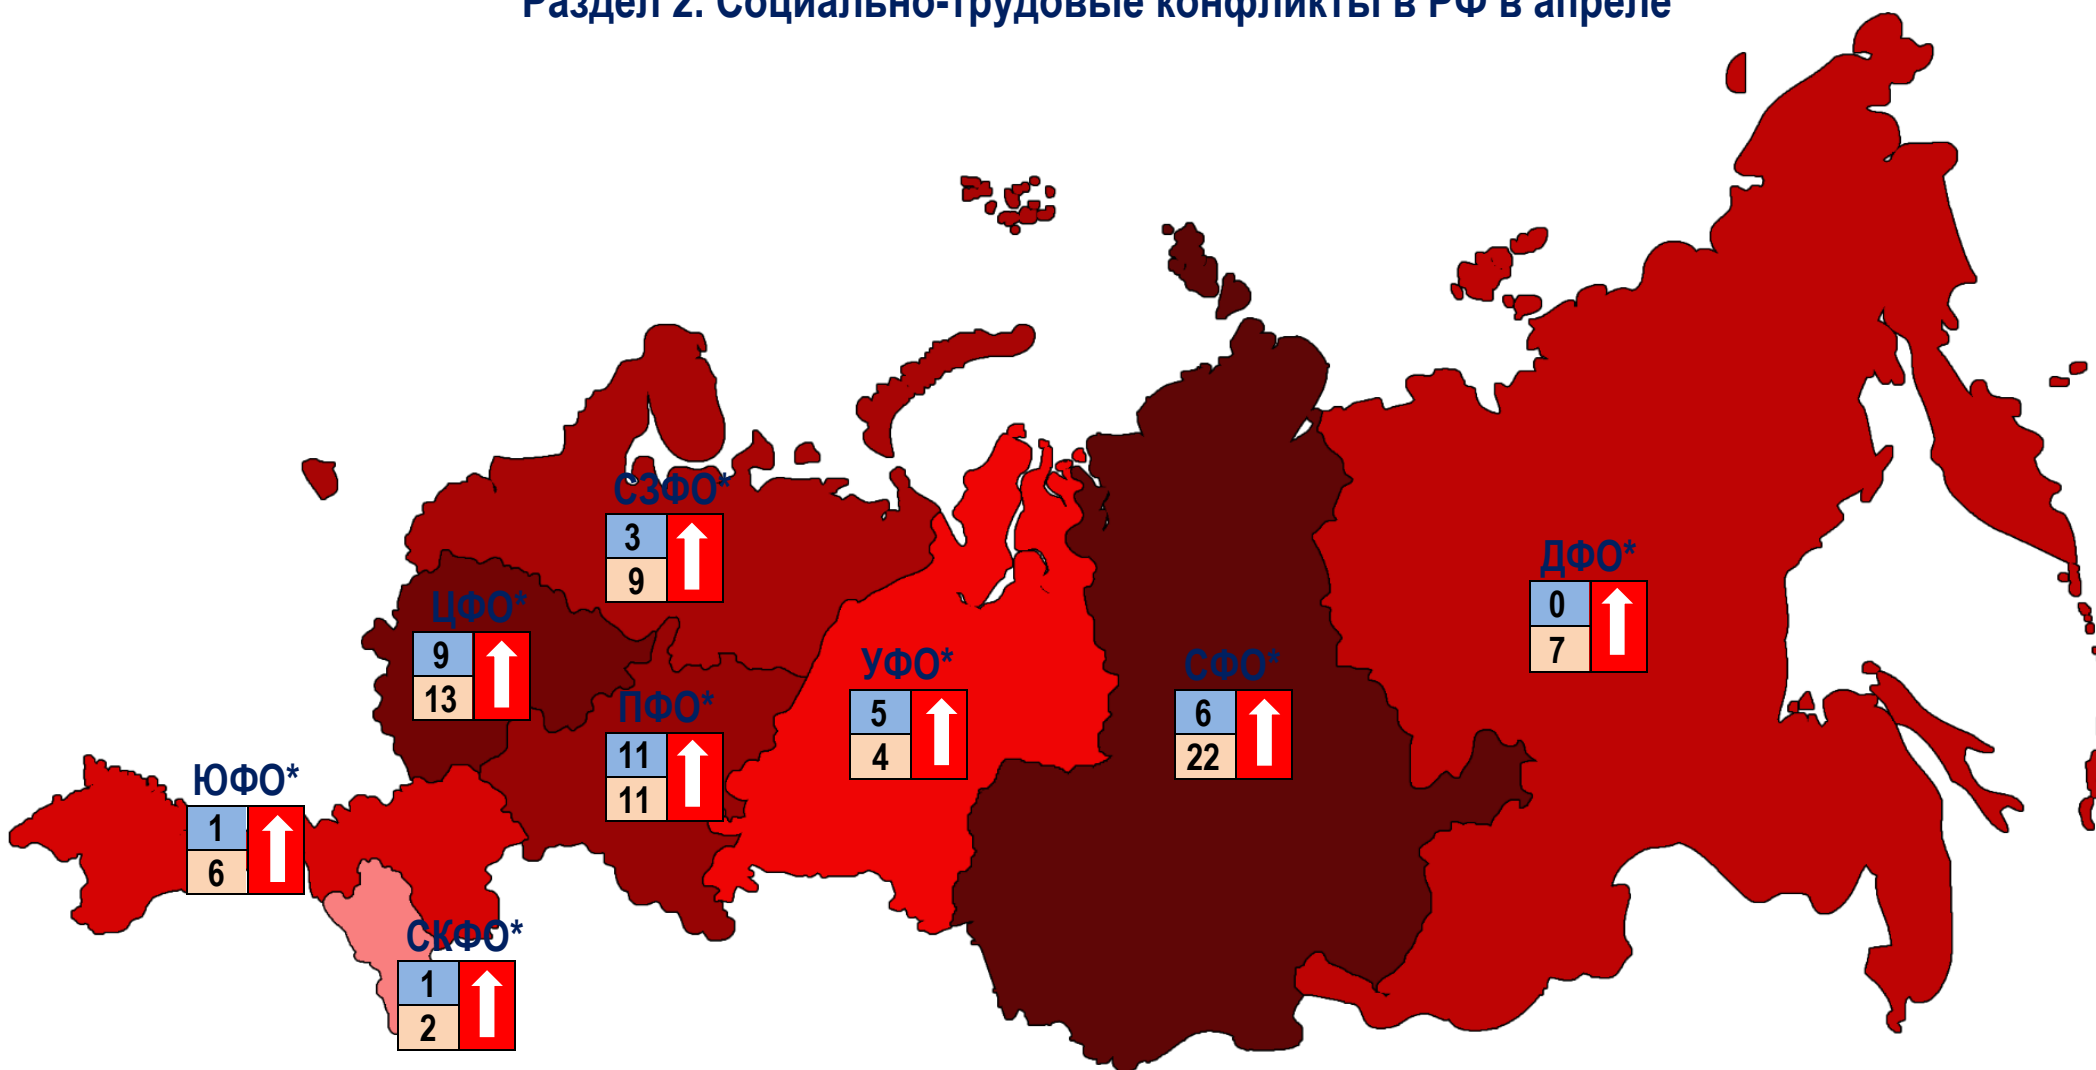 Раздел 2. Социально-трудовые конфликты в РФ в апреле
СЗФО*
3
9
ДФО*
0
7
ЦФО*
9
13
УФО*
5
4
СФО*
6
22
ПФО*
11
11
ЮФО*
1
6
СКФО*
1
2